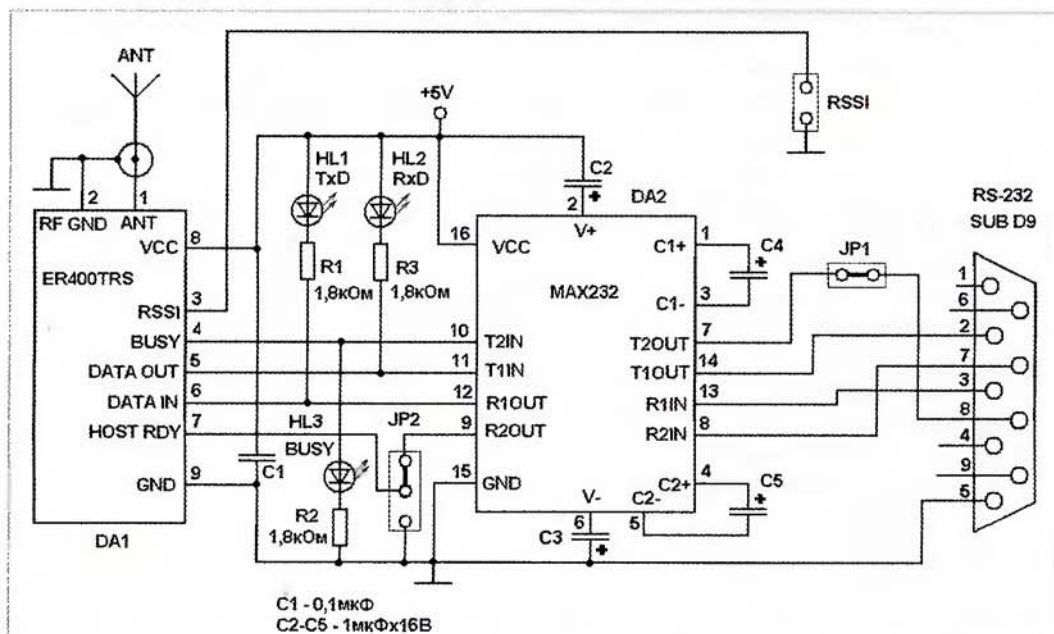 ANT
+5V
RSSI
HL1
TxD
HL2
RxD
C2
DA2
RS-232
SUB D9
2
1
RF GND
ANT
VCC
8
ER400TRS
RSSI
3
BUSY
4
DATA OUT
5
DATA IN
6
HOST RDY
7
GND
9
DA1
R1
1,8кОм
R3
1,8кОм
HL3
BUSY
JP2
C1
R2
1,8кОм
2
V+
16
VCC
MAX232
10
T2IN
11
T1IN
12
R1OUT
9
R2OUT
15
GND
V-
6
C3
C1+
1
C4
C1-
3
T2OUT
7
T1OUT
14
R1IN
13
R2IN
8
C2+
4
C2-
5
C5
JP1
1
6
2
7
3
8
4
9
5
C1 - 0,1мкФ
C2-C5 - 1мкФх16В